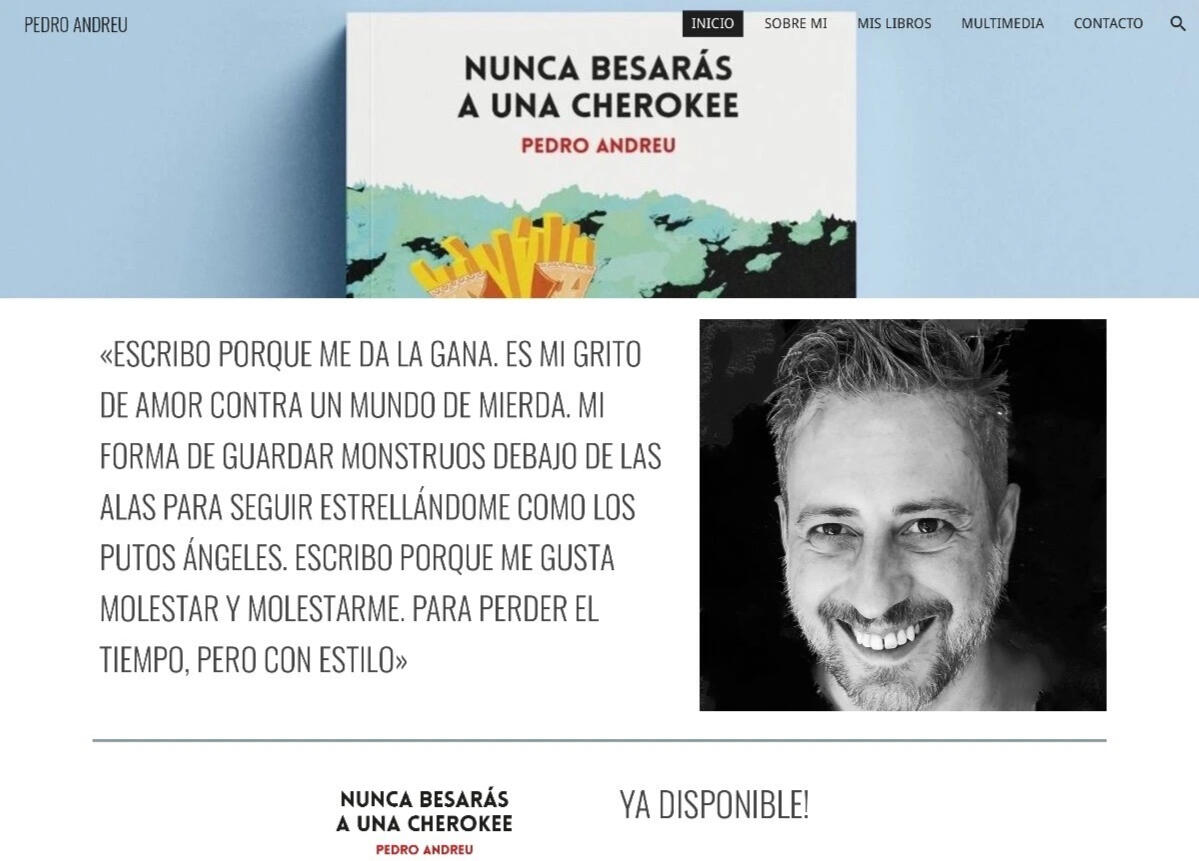 PEDRO ANDREU
INICIO
SOBRE MI
MIS LIBROS
MULTIMEDIA
CONTACTO
NUNCA BESARÁS
A UNA CHEROKEE
PEDRO ANDREU
«ESCRIBO PORQUE ME DA LA GANA. ES MI GRITO
DE AMOR CONTRA UN MUNDO DE MIERDA. MI
FORMA DE GUARDAR MONSTRUOS DEBAJO DE LAS
ALAS PARA SEGUIR ESTRELLÁNDOME COMO LOS
PUTOS ÁNGELES. ESCRIBO PORQUE ME GUSTA
MOLESTAR Y MOLESTARME. PARA PERDER EL
TIEMPO, PERO CON ESTILO»
NUNCA BESARÁS
A UNA CHEROKEE
PEDRO ANDREU
YA DISPONIBLE!